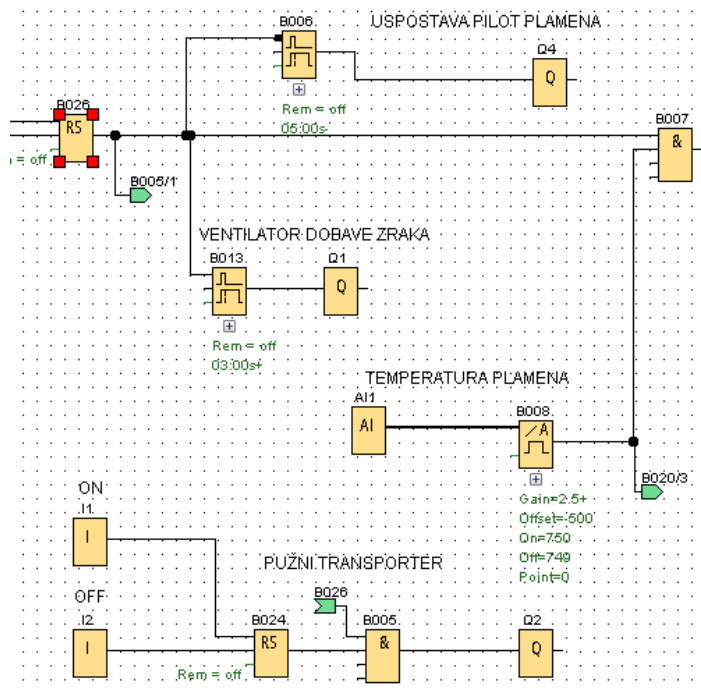 B006
USPOSTAVA PILOT PLAMENA
Q4
Q
Rem = off
05:00s-
B026
RS
= off
B005/1
B007
&
VENTILATOR DOBAVE ZRAKA
B013
Q1
Q
Rem = off
03:00s+
TEMPERATURA PLAMENA
AI1
AI
B008
/A
B020/3
Gain=2.5+
Offset=-500
On=750
Off=749
Point=0
ON
I1
I
PUŽNI TRANSPORTER
OFF
I2
I
B026
B024
RS
Rem = off
B005
&
Q2
Q